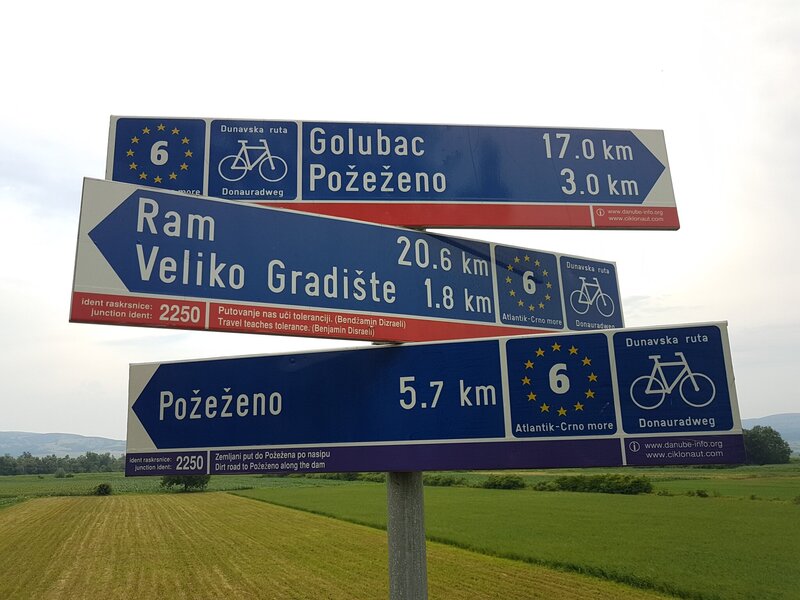 6
more
Dunavska ruta
Donauradweg
Golubac 17.0 km
Požeženo 3.0 km
www.danube-info.org
www.ciklonaut.com
Ram 20.6 km
Veliko Gradište 1.8 km
6
Atlantik-Crno more
Dunavska ruta
Donauradweg
ident raskrsnice:
junction ident: 2250
Putovanje nas uči toleranciji. (Bendžamin Dizraeli)
Travel teaches tolerance. (Benjamin Disraeli)
Požeženo 5.7 km
6
Atlantik-Crno more
Dunavska ruta
Donauradweg
ident raskrsnice:
junction ident: 2250
Zemljani put do Požežena po nasipu
Dirt road to Požeženo along the dam
www.danube-info.org
www.ciklonaut.com